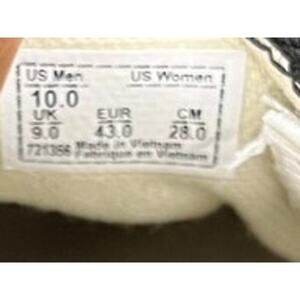 US Men US Women
10.0
UK EUR CM
9.0 43.0 28.0
721356 Made in Vietnam
Fabriqué en Vietnam